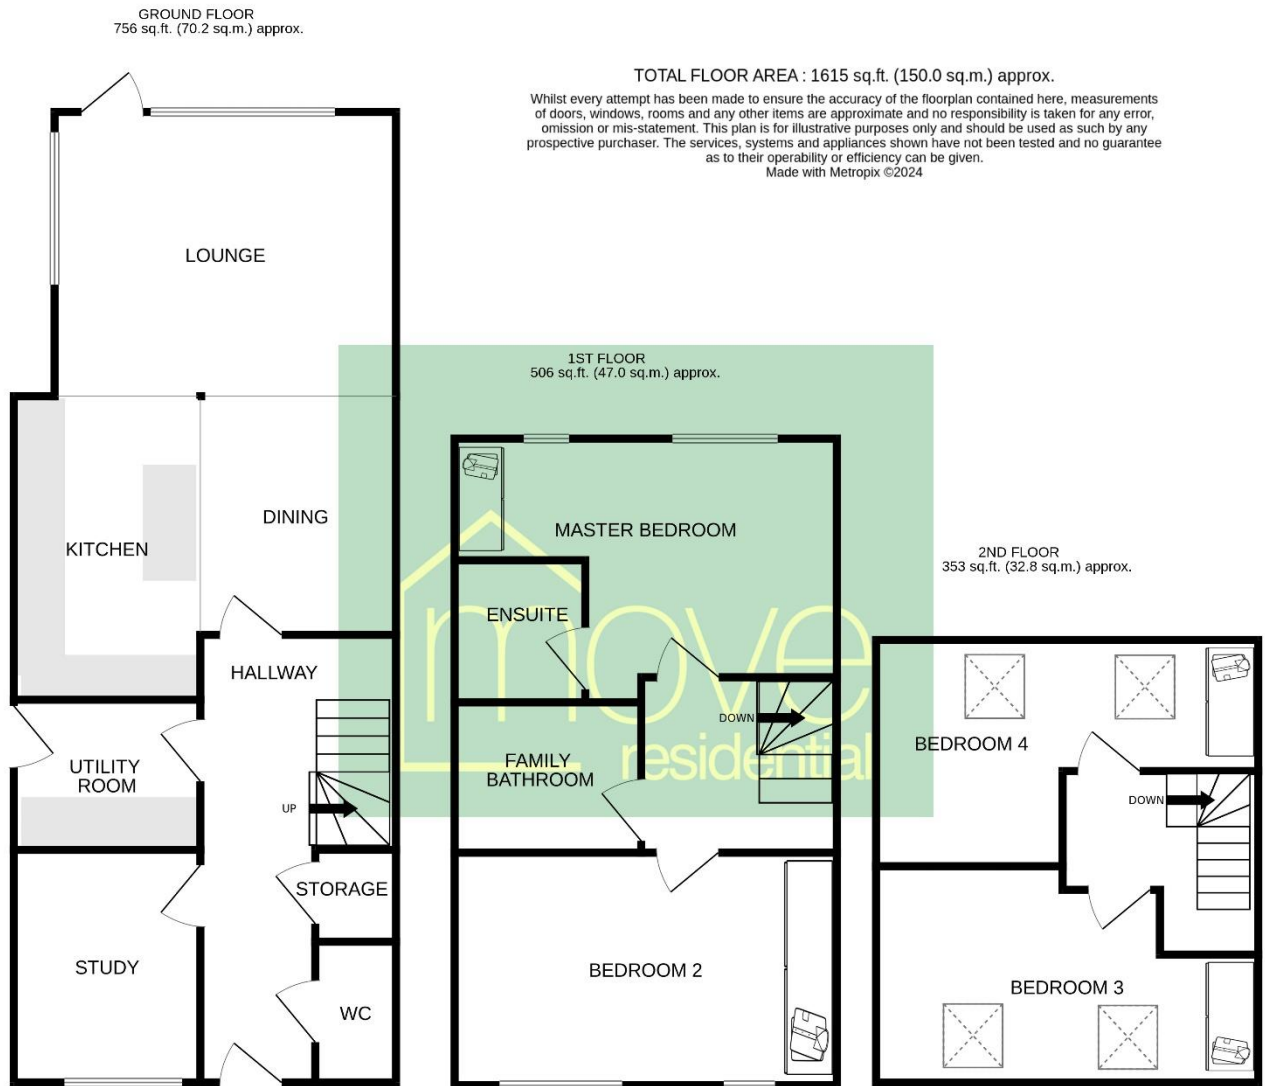 GROUND FLOOR
756 sq.ft. (70.2 sq.m.) approx.
TOTAL FLOOR AREA : 1615 sq.ft. (150.0 sq.m.) approx.
Whilst every attempt has been made to ensure the accuracy of the floorplan contained here, measurements
of doors, windows, rooms and any other items are approximate and no responsibility is taken for any error,
omission or mis-statement. This plan is for illustrative purposes only and should be used as such by any
prospective purchaser. The services, systems and appliances shown have not been tested and no guarantee
as to their operability or efficiency can be given.
Made with Metropix ©2024
LOUNGE
KITCHEN
DINING
HALLWAY
UTILITY
ROOM
UP
STORAGE
STUDY
WC
1ST FLOOR
506 sq.ft. (47.0 sq.m.) approx.
MASTER BEDROOM
ENSUITE
move
residential
DOWN
FAMILY
BATHROOM
BEDROOM 2
2ND FLOOR
353 sq.ft. (32.8 sq.m.) approx.
BEDROOM 4
DOWN
BEDROOM 3